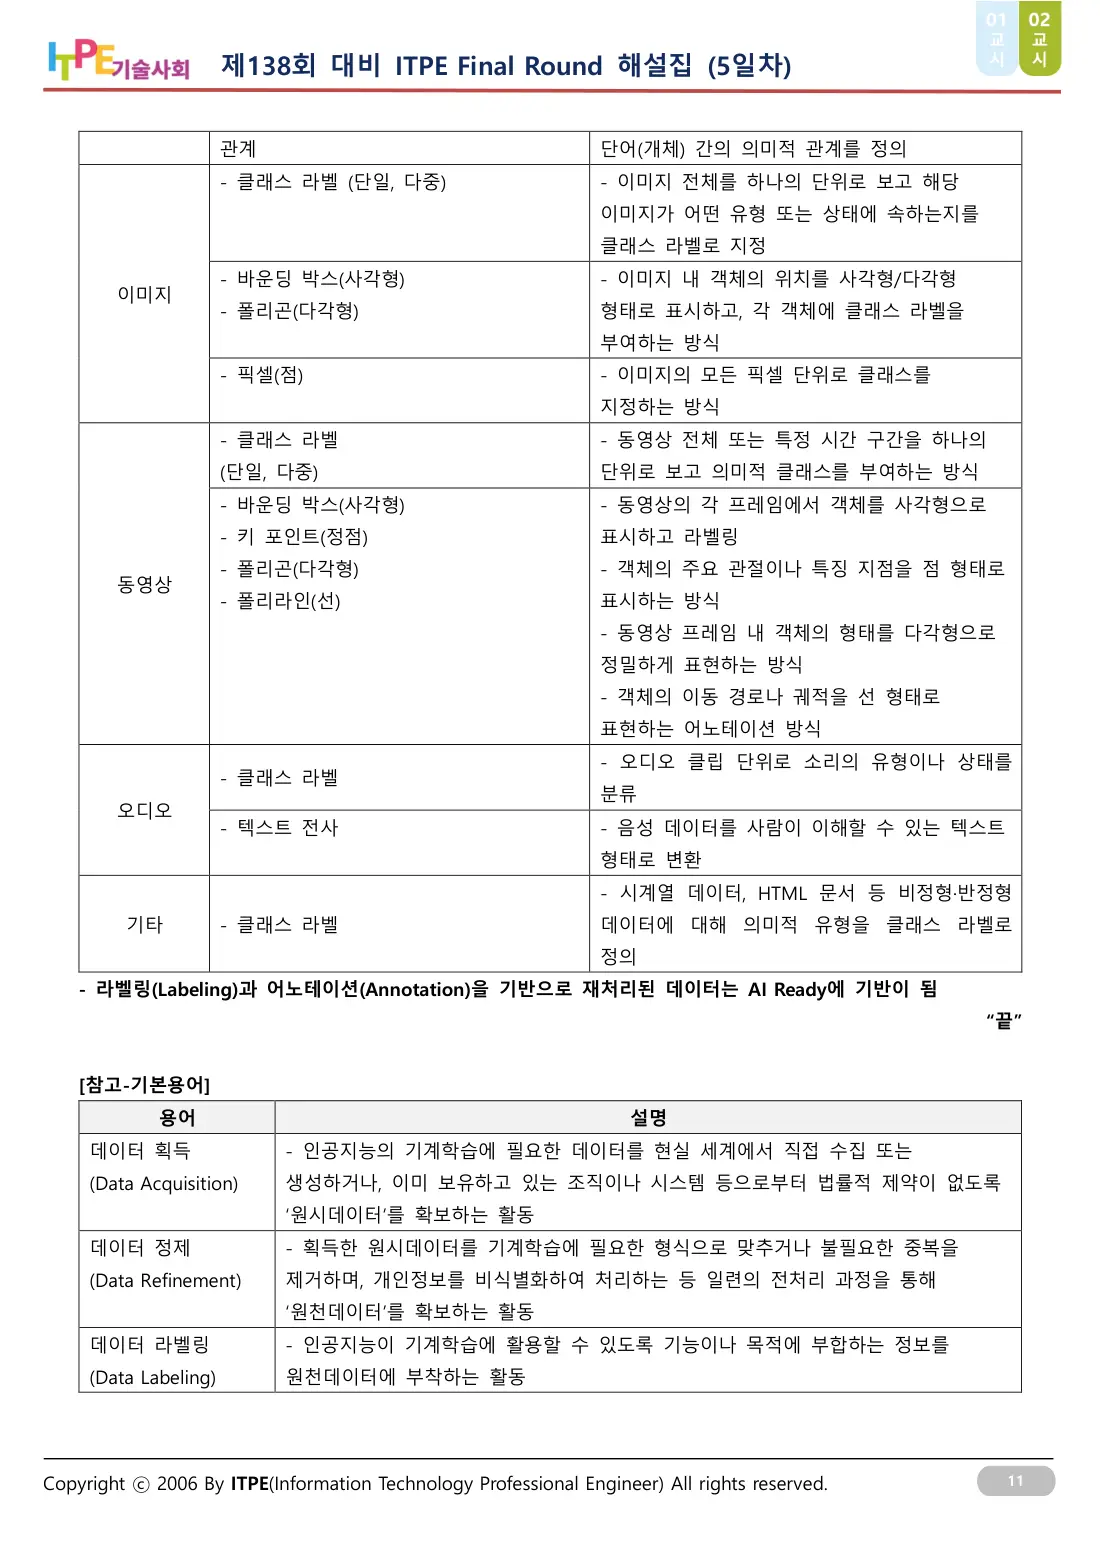 01
교
시
02
교
시
ITPE기술사회 제138회 대비 ITPE Final Round 해설집 (5일차)
관계
단어(개체) 간의 의미적 관계를 정의
이미지
- 클래스 라벨 (단일, 다중)
- 이미지 전체를 하나의 단위로 보고 해당
이미지가 어떤 유형 또는 상태에 속하는지를
클래스 라벨로 지정
- 바운딩 박스(사각형)
- 폴리곤(다각형)
- 이미지 내 객체의 위치를 사각형/다각형
형태로 표시하고, 각 객체에 클래스 라벨을
부여하는 방식
- 픽셀(점)
- 이미지의 모든 픽셀 단위로 클래스를
지정하는 방식
동영상
- 클래스 라벨
(단일, 다중)
- 동영상 전체 또는 특정 시간 구간을 하나의
단위로 보고 의미적 클래스를 부여하는 방식
- 바운딩 박스(사각형)
- 키 포인트(정점)
- 폴리곤(다각형)
- 폴리라인(선)
- 동영상의 각 프레임에서 객체를 사각형으로
표시하고 라벨링
- 객체의 주요 관절이나 특징 지점을 점 형태로
표시하는 방식
- 동영상 프레임 내 객체의 형태를 다각형으로
정밀하게 표현하는 방식
- 객체의 이동 경로나 궤적을 선 형태로
표현하는 어노테이션 방식
오디오
- 클래스 라벨
- 오디오 클립 단위로 소리의 유형이나 상태를
분류
- 텍스트 전사
- 음성 데이터를 사람이 이해할 수 있는 텍스트
형태로 변환
기타
- 클래스 라벨
- 시계열 데이터, HTML 문서 등 비정형·반정형
데이터에 대해 의미적 유형을 클래스 라벨로
정의
- 라벨링(Labeling)과 어노테이션(Annotation)을 기반으로 재처리된 데이터는 AI Ready에 기반이 됨
“끝”
[참고-기본용어]
용어
설명
데이터 획득
(Data Acquisition)
- 인공지능의 기계학습에 필요한 데이터를 현실 세계에서 직접 수집 또는
생성하거나, 이미 보유하고 있는 조직이나 시스템 등으로부터 법률적 제약이 없도록
‘원시데이터’를 확보하는 활동
데이터 정제
(Data Refinement)
- 획득한 원시데이터를 기계학습에 필요한 형식으로 맞추거나 불필요한 중복을
제거하며, 개인정보를 비식별화하여 처리하는 등 일련의 전처리 과정을 통해
‘원천데이터’를 확보하는 활동
데이터 라벨링
(Data Labeling)
- 인공지능이 기계학습에 활용할 수 있도록 기능이나 목적에 부합하는 정보를
원천데이터에 부착하는 활동
Copyright ⓒ 2006 By ITPE(Information Technology Professional Engineer) All rights reserved.
11